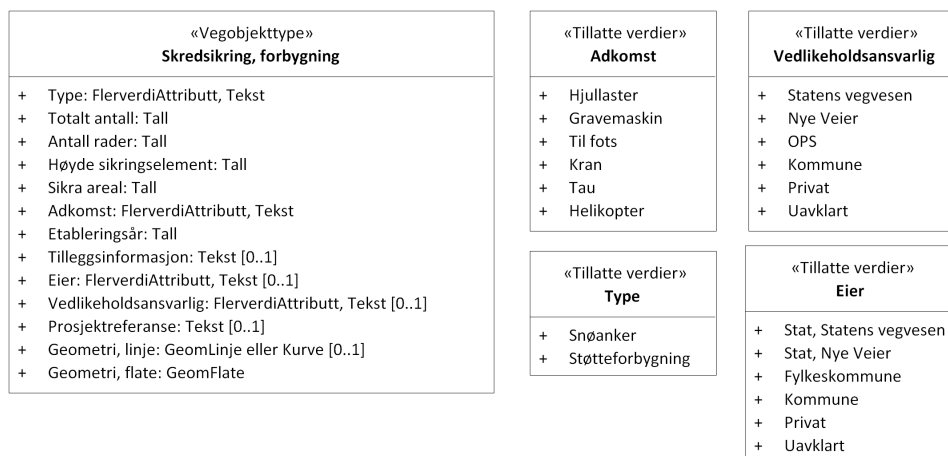 «Vegobjekttype»
Skredsikring, forbygning
+ Type: FlerverdiAttributt, Tekst
+ Totalt antall: Tall
+ Antall rader: Tall
+ Høyde sikringselement: Tall
+ Sikra areal: Tall
+ Adkomst: FlerverdiAttributt, Tekst
+ Etableringsår: Tall
+ Tilleggsinformasjon: Tekst [0..1]
+ Eier: FlerverdiAttributt, Tekst [0..1]
+ Vedlikeholdsansvarlig: FlerverdiAttributt, Tekst [0..1]
+ Prosjektreferanse: Tekst [0..1]
+ Geometri, linje: GeomLinje eller Kurve [0..1]
+ Geometri, flate: GeomFlate
«Tillatte verdier»
Adkomst
+ Hjullaster
+ Gravemaskin
+ Til fots
+ Kran
+ Tau
+ Helikopter
«Tillatte verdier»
Vedlikeholdsansvarlig
+ Statens vegvesen
+ Nye Veier
+ OPS
+ Kommune
+ Privat
+ Uavklart
«Tillatte verdier»
Type
+ Snøanker
+ Støtteforbygning
«Tillatte verdier»
Eier
+ Stat, Statens vegvesen
+ Stat, Nye Veier
+ Fylkeskommune
+ Kommune
+ Privat
+ Uavklart